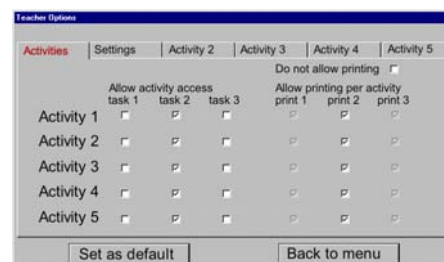 Teacher Options
Activities Settings Activity 2 Activity 3 Activity 4 Activity 5
Do not allow printing
Allow activity access Allow printing per activity
task 1 task 2 task 3 print 1 print 2 print 3
Activity 1
Activity 2
Activity 3
Activity 4
Activity 5
Set as default Back to menu